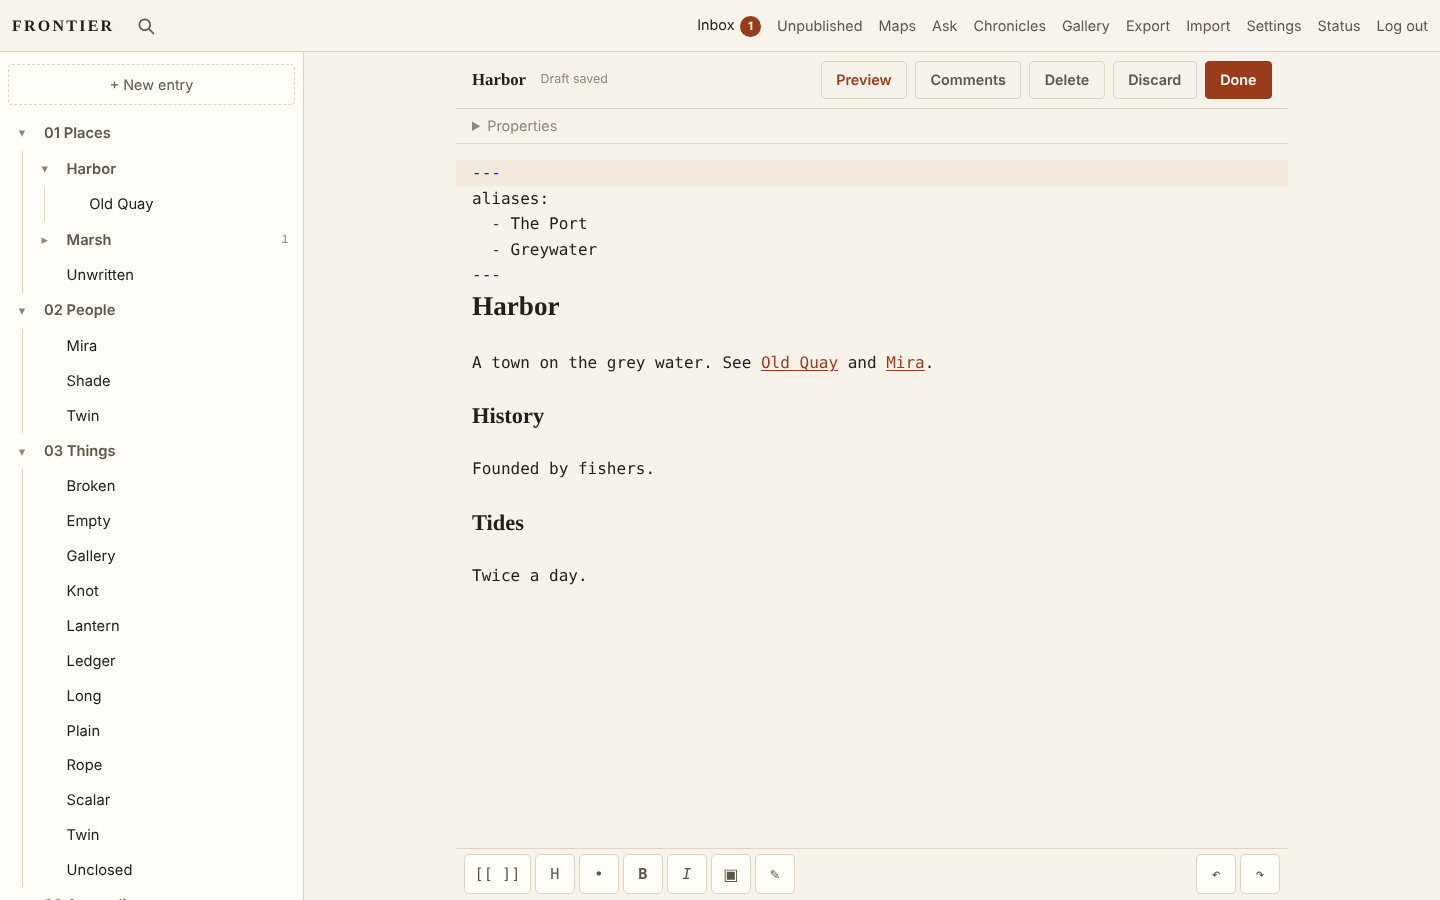 FRONTIER
Inbox 1 Unpublished Maps Ask Chronicles Gallery Export Import Settings Status Log out
+ New entry
01 Places
Harbor
Old Quay
Marsh 1
Unwritten
02 People
Mira
Shade
Twin
03 Things
Broken
Empty
Gallery
Knot
Lantern
Ledger
Long
Plain
Rope
Scalar
Twin
Unclosed
Harbor Draft saved Preview Comments Delete Discard Done
Properties
---
aliases:
- The Port
- Greywater
---
Harbor
A town on the grey water. See Old Quay and Mira.
History
Founded by fishers.
Tides
Twice a day.
[[ ]] H • B I